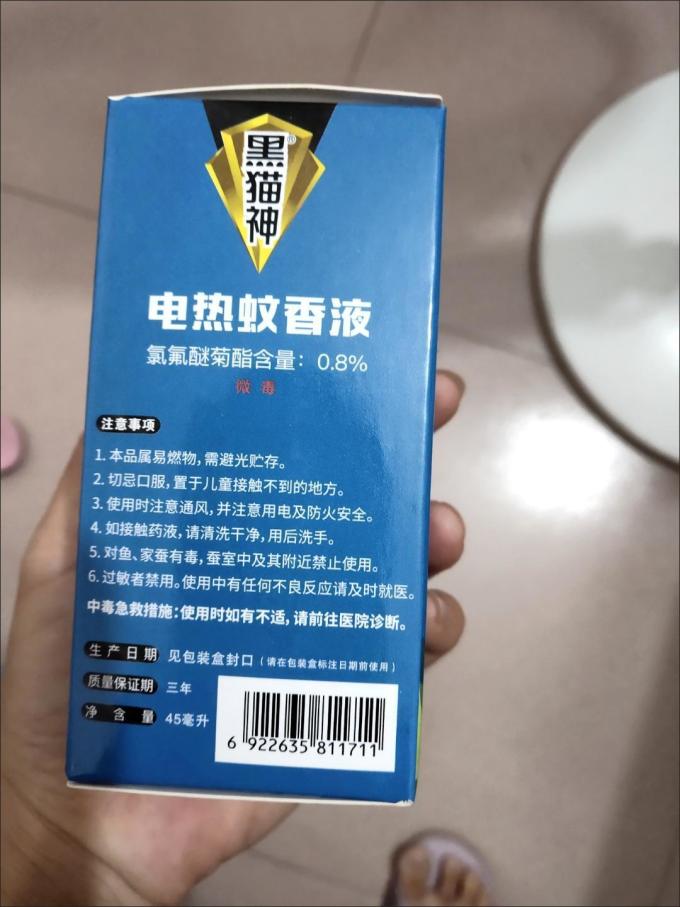 黑猫神®
电热蚊香液
氯氟醚菊酯含量：0.8%
微毒
注意事项
1. 本品属易燃物，需避光贮存。
2. 切忌口服，置于儿童接触不到的地方。
3. 使用时注意通风，并注意用电及防火安全。
4. 如接触药液，请清洗干净，用后洗手。
5. 对鱼、家蚕有毒，蚕室中及其附近禁止使用。
6. 过敏者禁用。使用中有任何不良反应请及时就医。
中毒急救措施：使用时如有不适，请前往医院诊断。
生产日期 见包装盒封口（请在包装盒标注日期前使用）
质量保证期 三年
净含量 45毫升
6 922635 811711